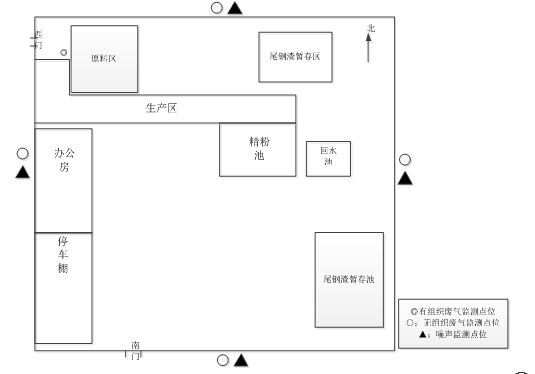 北
西
门
◎
原料区
尾钢渣暂存区
生产区
精粉
池
回水
池
办公
房
停
车
棚
尾钢渣暂存池
南
门
◎有组织废气监测点位
○：无组织废气监测点位
▲：噪声监测点位